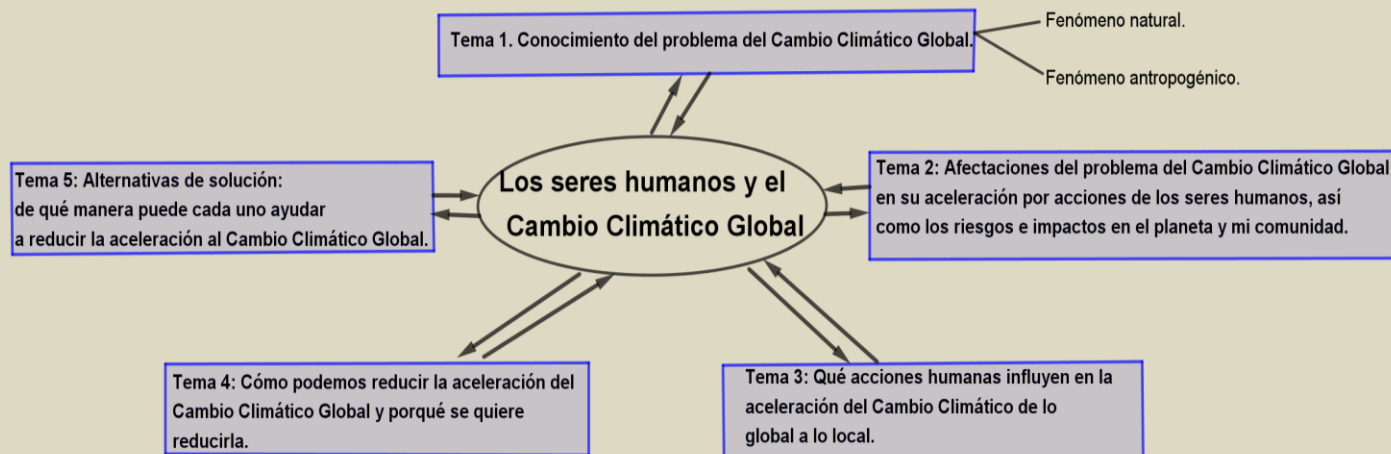 Tema 1. Conocimiento del problema del Cambio Climático Global.
Fenómeno natural.
Fenómeno antropogénico.
Los seres humanos y el
Cambio Climático Global
Tema 2: Afectaciones del problema del Cambio Climático Global
en su aceleración por acciones de los seres humanos, así
como los riesgos e impactos en el planeta y mi comunidad.
Tema 3: Qué acciones humanas influyen en la
aceleración del Cambio Climático de lo
global a lo local.
Tema 4: Cómo podemos reducir la aceleración del
Cambio Climático Global y porqué se quiere
reducirla.
Tema 5: Alternativas de solución:
de qué manera puede cada uno ayudar
a reducir la aceleración al Cambio Climático Global.